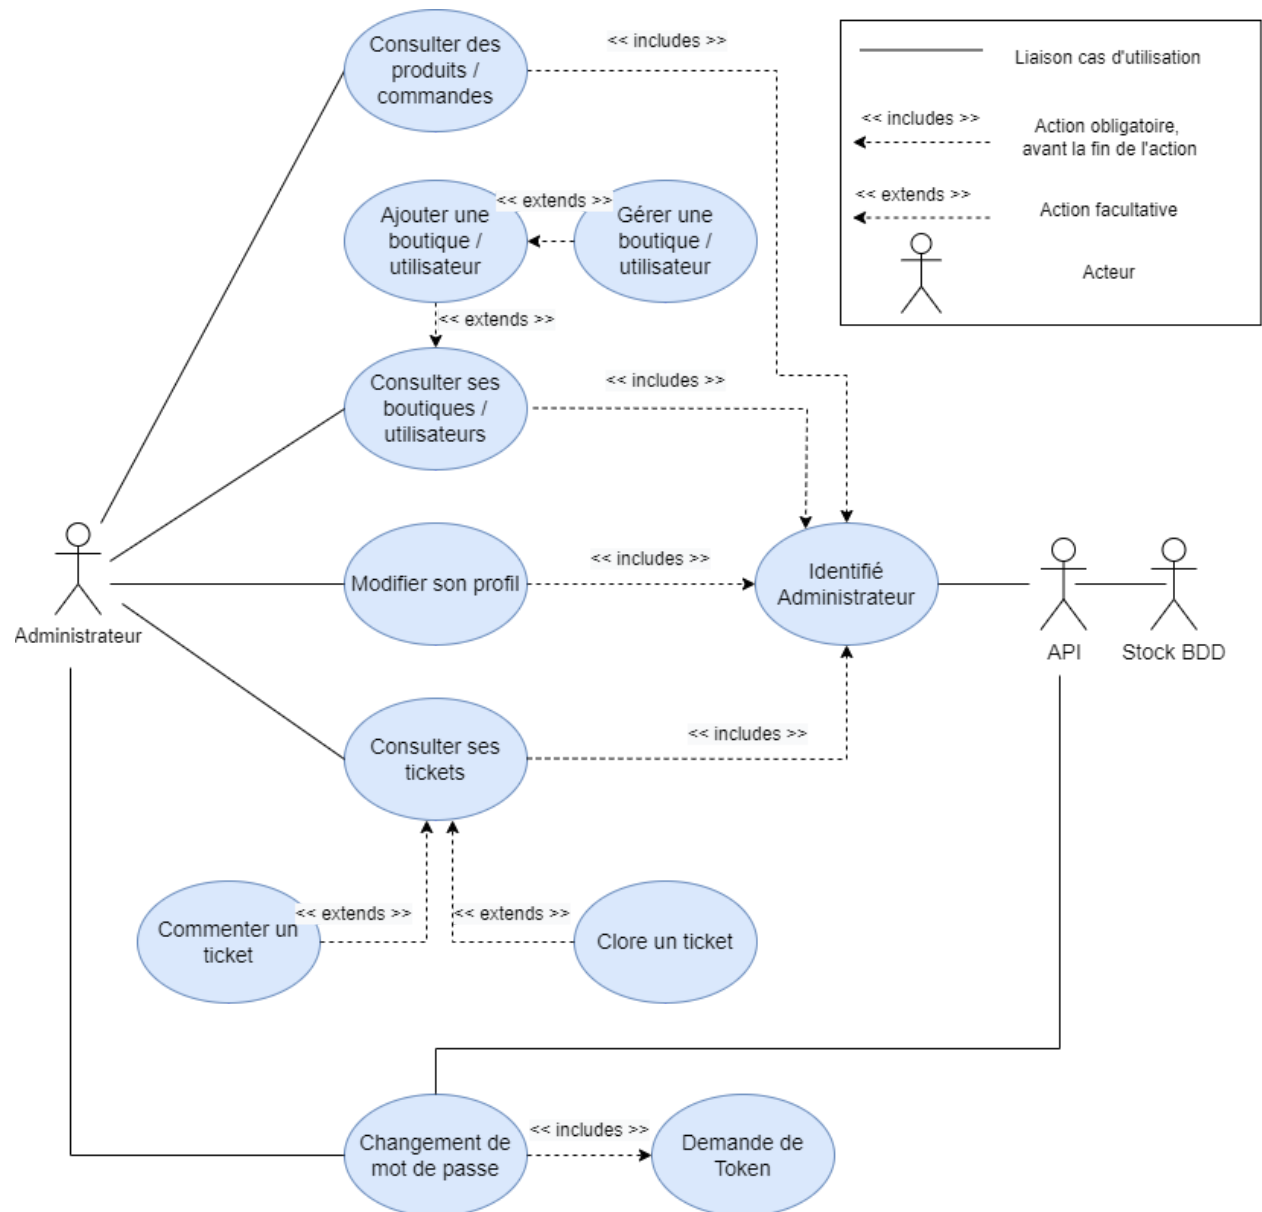 Consulter des
produits /
commandes
<< includes >>
Liaison cas d'utilisation
<< includes >>
Action obligatoire,
avant la fin de l'action
<< extends >>
Action facultative
Acteur
Ajouter une
boutique /
utilisateur
<< extends >>
Gérer une
boutique /
utilisateur
<< extends >>
Consulter ses
boutiques /
utilisateurs
<< includes >>
Administrateur
Modifier son profil
<< includes >>
Identifié
Administrateur
API
Stock BDD
Consulter ses
tickets
<< includes >>
Commenter un
ticket
<< extends >>
<< extends >>
Clore un ticket
Changement de
mot de passe
<< includes >>
Demande de
Token